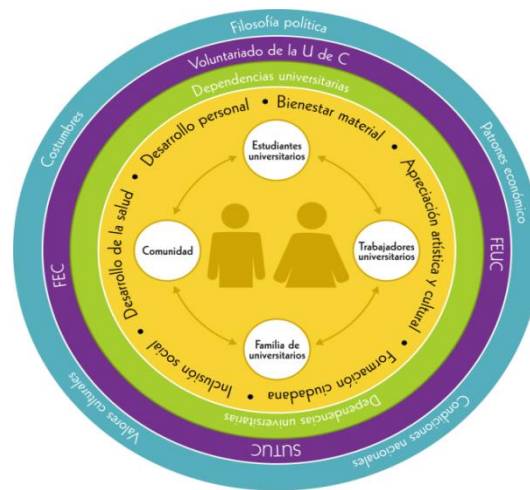 Filosofía política
Voluntariado de la U de C
Dependencias universitarias
Costumbres
Patrones económico
Desarrollo personal • Bienestar material •
Apreciación artística y cultural •
Formación ciudadana •
Inclusión social •
Desarrollo de la salud •
Estudiantes
universitarios
Comunidad
Trabajadores
universitarios
Familia de
universitarios
FEC
FEUC
Dependencias universitarias
SUTUC
Valores culturales
Condiciones nacionales